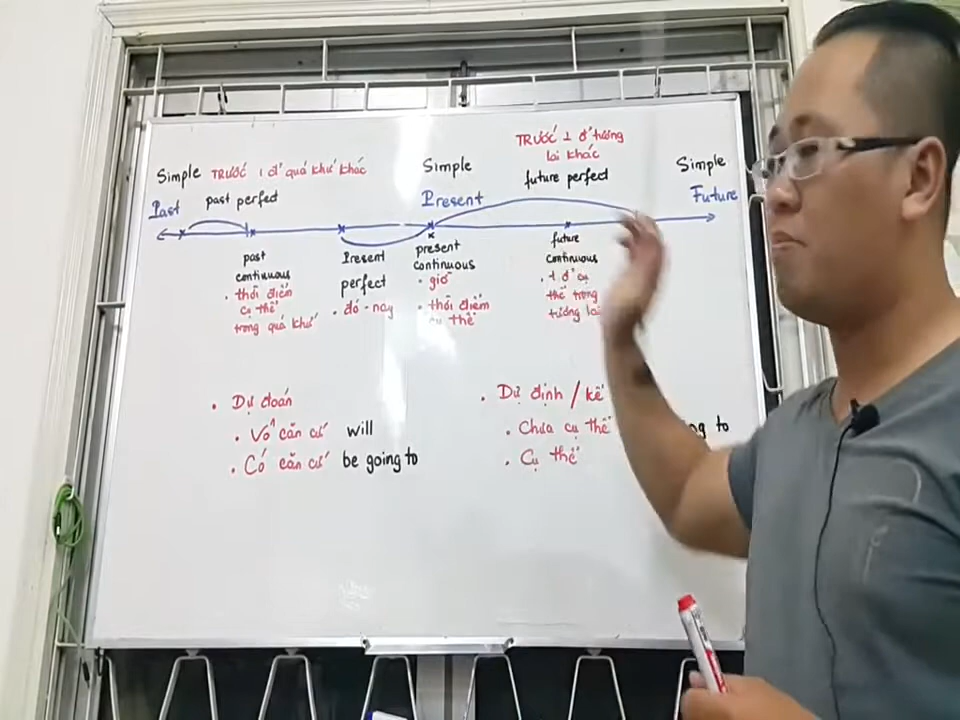 Simple TRƯỚC 1 đ' quá khứ khác
Past past perfect
Simple
Present
TRƯỚC 1 đ' tương
lai khác
future perfect
Simple
Future
past
continuous
. thời điểm
cụ thể
trong quá khứ
Present
perfect
. đó - nay
present
continuous
. giờ
. thời điểm
cụ thể
future
continuous
. 1 đ' cụ
thể trong
tương lai
. Dự đoán
. Vô căn cứ will
. Có căn cứ be going to
. Dự định / kế
. Chưa cụ thể
to
. Cụ thể